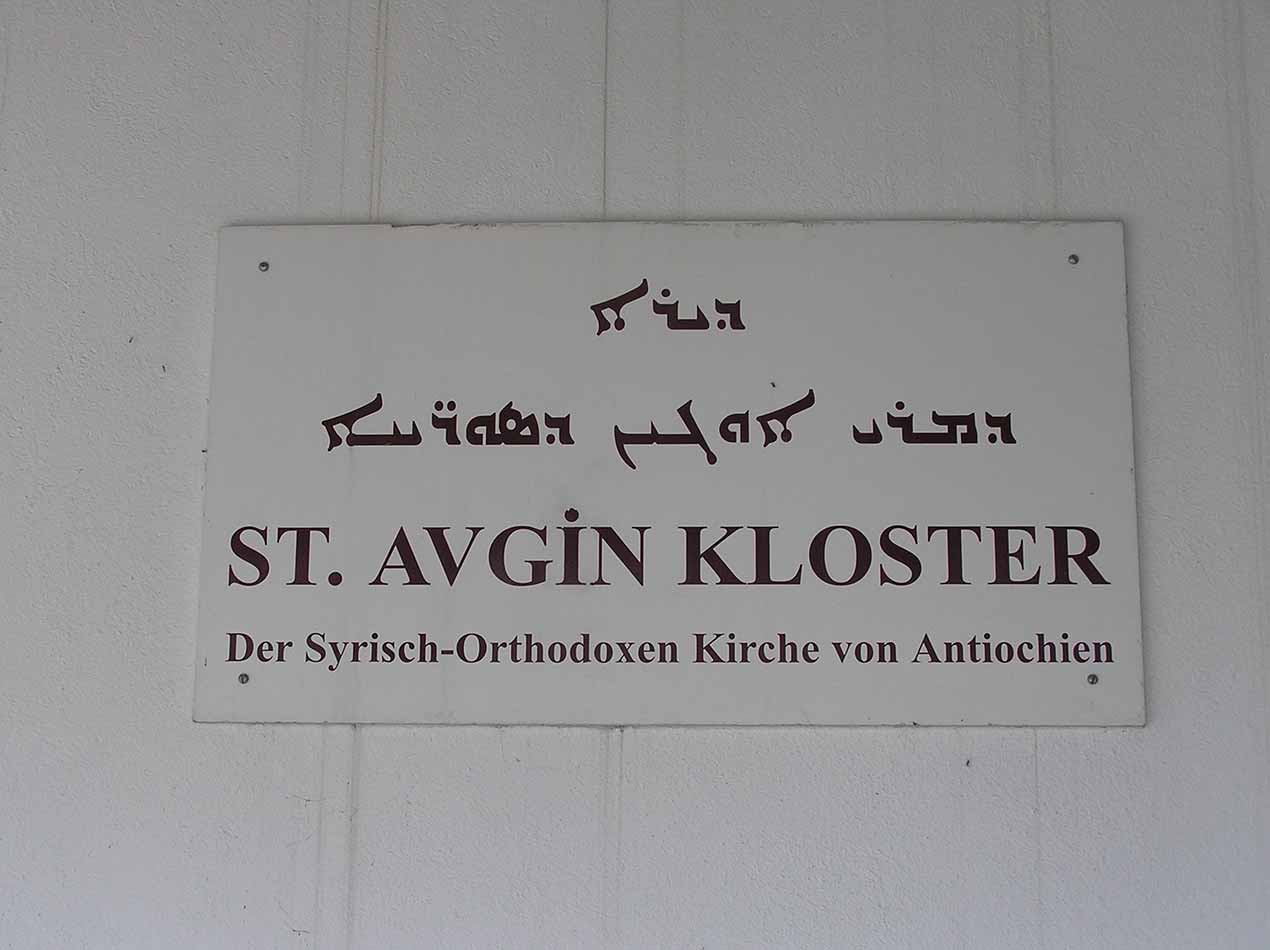 ܕܝܪܐ
ܕܡܪܝ ܐܘܓܝܢ ܕܣܘܪ̈ܝܝܐ
ST. AVGİN KLOSTER
Der Syrisch-Orthodoxen Kirche von Antiochien